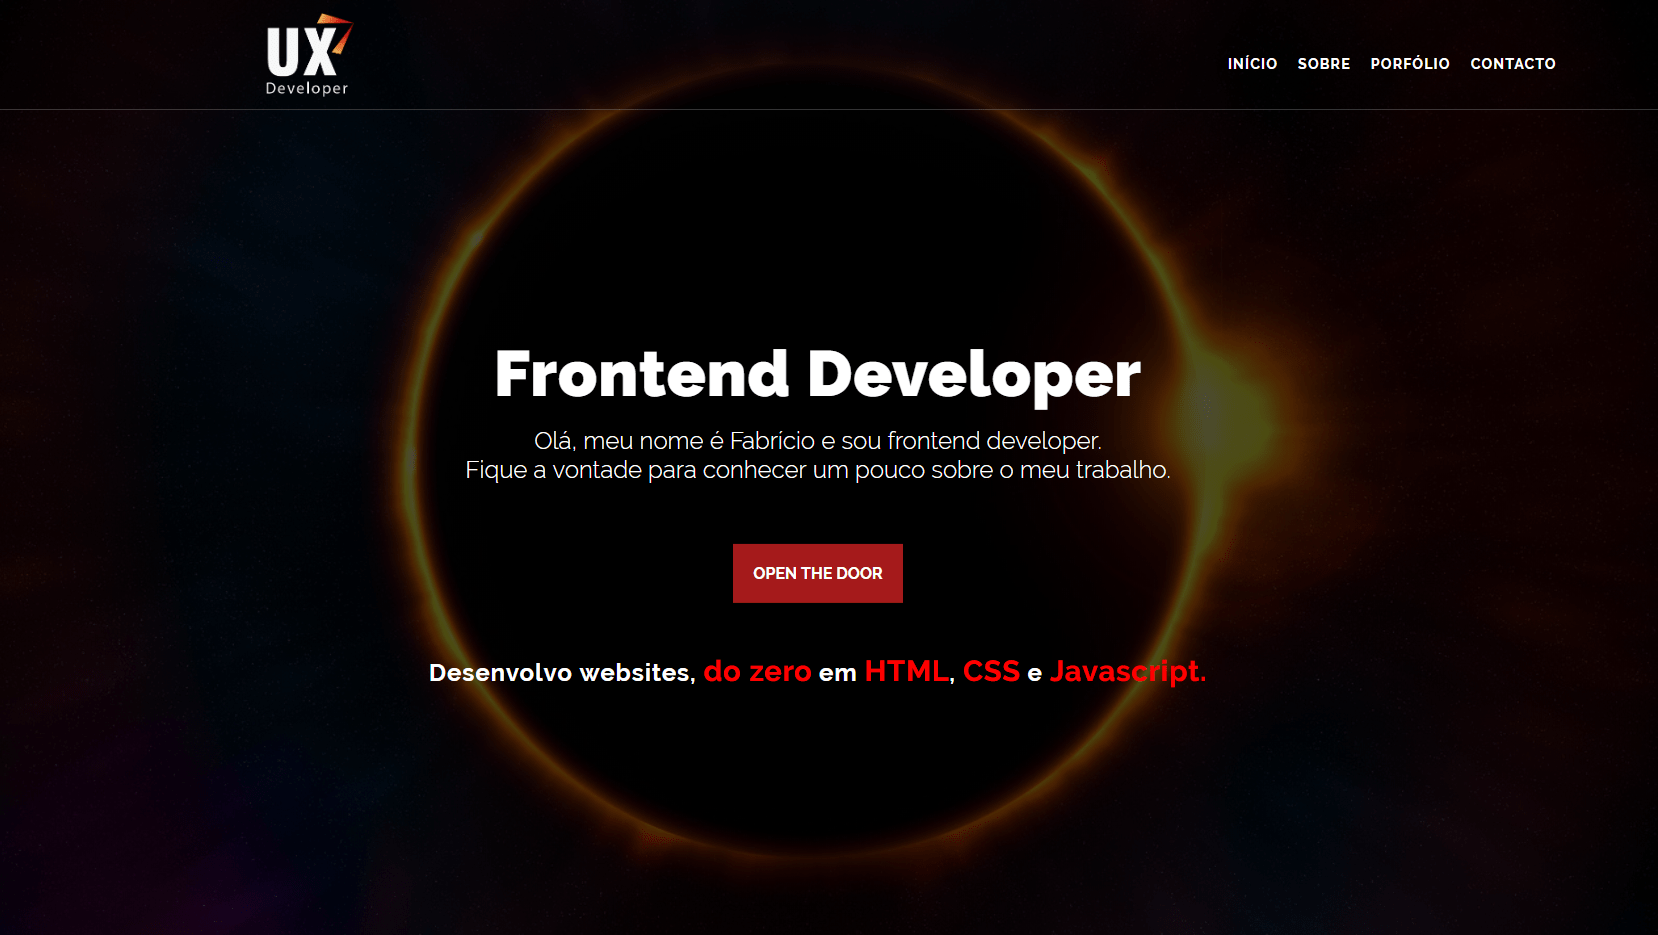 UX
Developer
INÍCIO SOBRE PORFÓLIO CONTACTO
Frontend Developer
Olá, meu nome é Fabrício e sou frontend developer.
Fique a vontade para conhecer um pouco sobre o meu trabalho.
OPEN THE DOOR
Desenvolvo websites, do zero em HTML, CSS e Javascript.